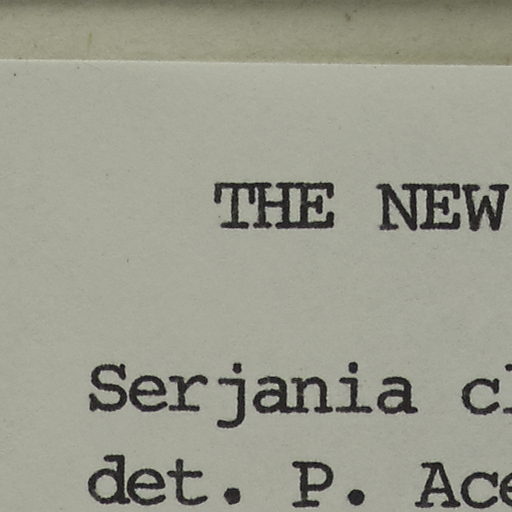 THE NEW
Serjania
det. P.